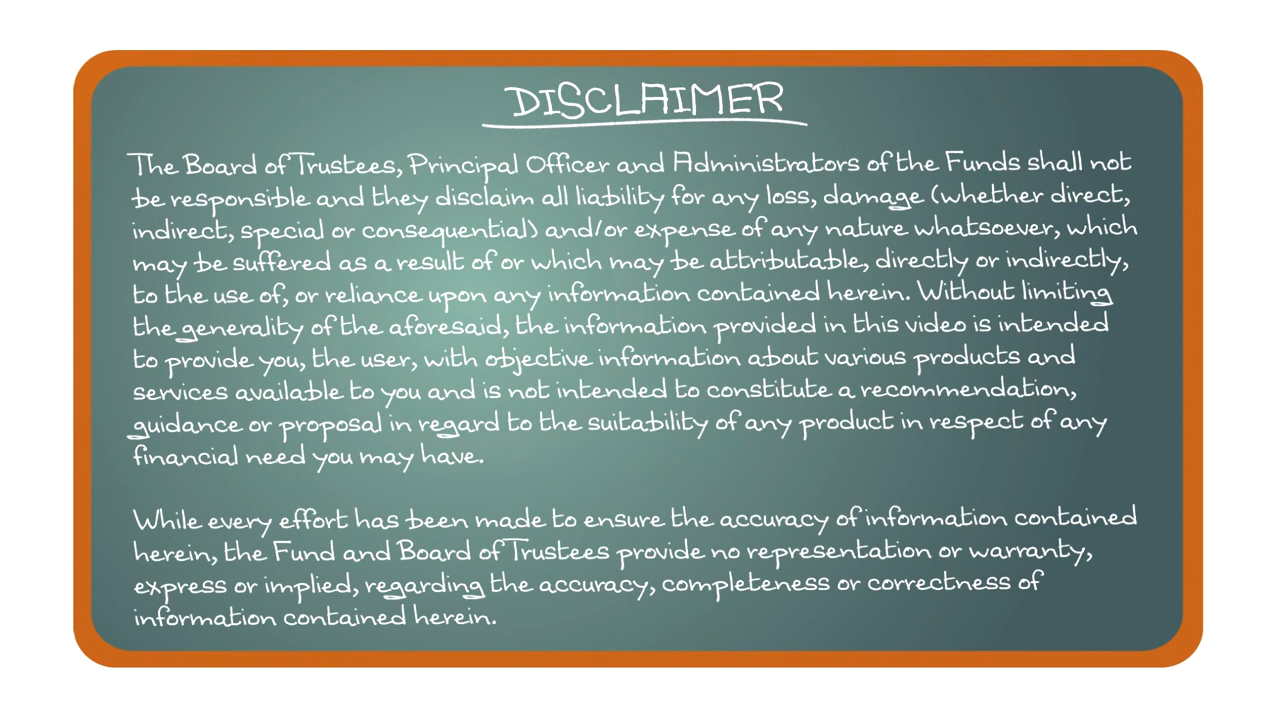 DISCLAIMER
The Board of Trustees, Principal Officer and Administrators of the Funds shall not
be responsible and they disclaim all liability for any loss, damage (whether direct,
indirect, special or consequential) and/or expense of any nature whatsoever, which
may be suffered as a result of or which may be attributable, directly or indirectly,
to the use of, or reliance upon any information contained herein. Without limiting
the generality of the aforesaid, the information provided in this video is intended
to provide you, the user, with objective information about various products and
services available to you and is not intended to constitute a recommendation,
guidance or proposal in regard to the suitability of any product in respect of any
financial need you may have.
While every effort has been made to ensure the accuracy of information contained
herein, the Fund and Board of Trustees provide no representation or warranty,
express or implied, regarding the accuracy, completeness or correctness of
information contained herein.